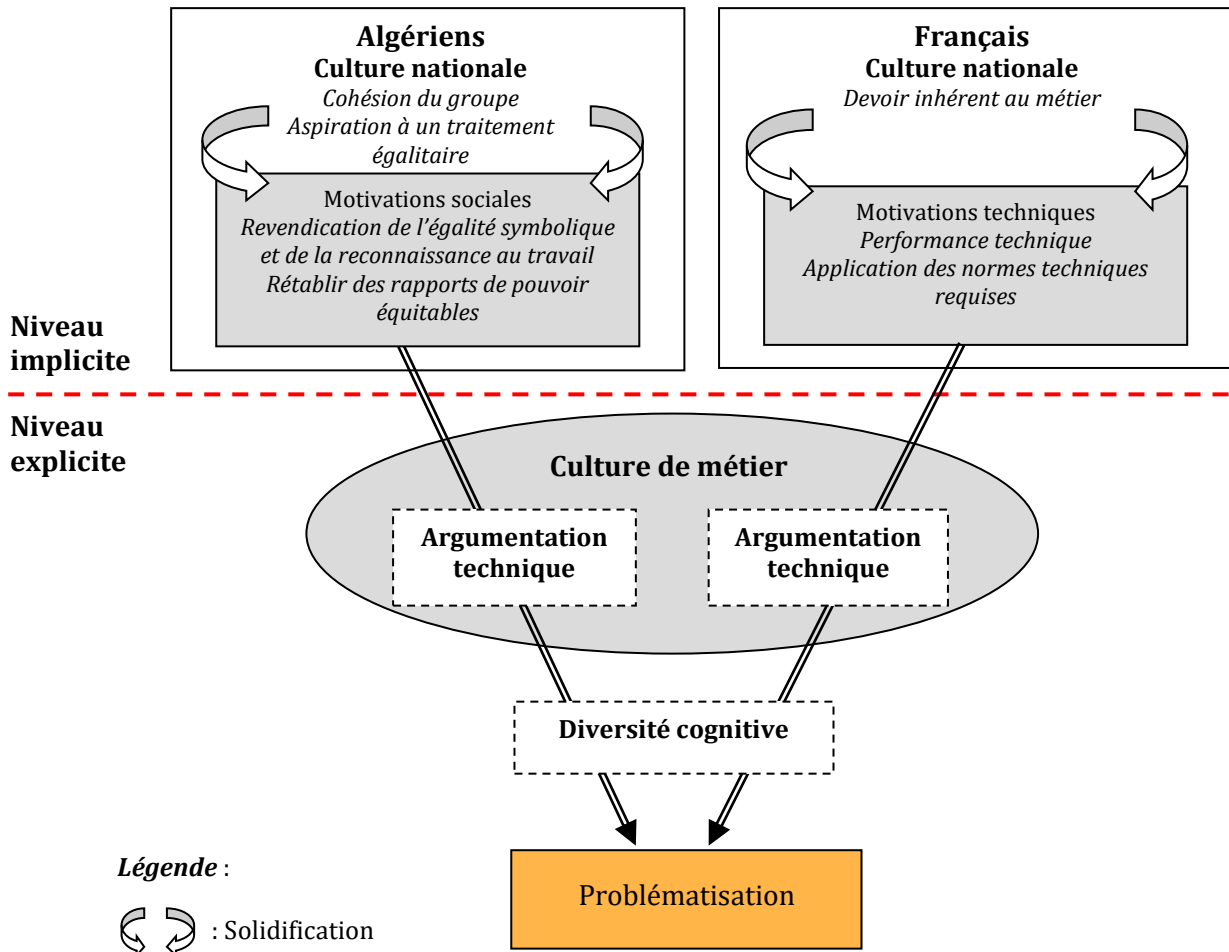 Algériens
Culture nationale
Cohésion du groupe
Aspiration à un traitement
égalitaire
Motivations sociales
Revendication de l’égalité symbolique
et de la reconnaissance au travail
Rétablir des rapports de pouvoir
équitables
Français
Culture nationale
Devoir inhérent au métier
Motivations techniques
Performance technique
Application des normes techniques
requises
Niveau
implicite
Niveau
explicite
Culture de métier
Argumentation
technique
Argumentation
technique
Diversité cognitive
Problématisation
Légende :
: Solidification